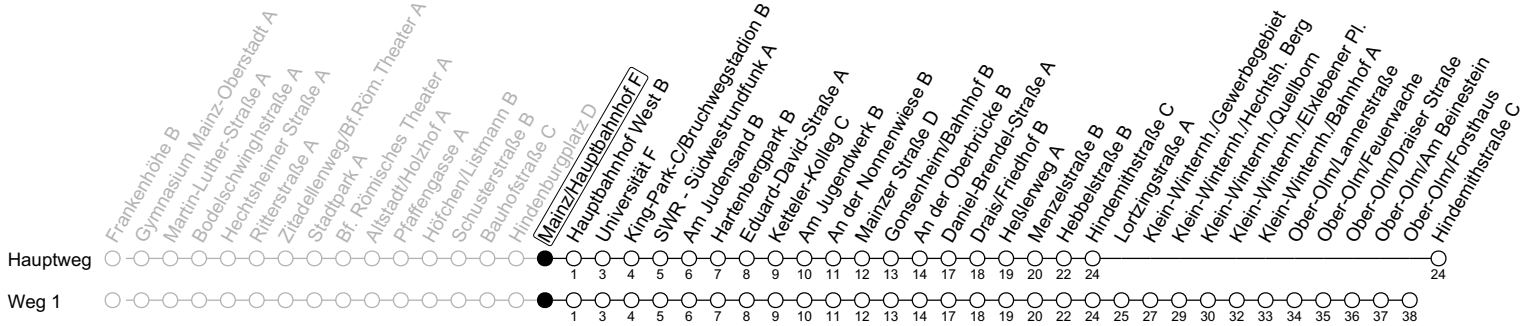 Frankenhöhe B
Gymnasium Mainz-Oberstadt A
Martin-Luther-Straße A
Bodelschwinghstraße A
Hechtsheimer Straße A
Ritterstraße A
Zitadellenweg/Bf.Röm. Theater A
Stadtpark A
Bf. Römisches Theater A
Altstadt/Holzhof A
Pfaffengasse A
Höfchen/Listmann B
Schusterstraße B
Bauhofstraße C
Hindenburgplatz D
Mainz/Hauptbahnhof F
Hauptbahnhof West B
Universität F
King-Park-C/Bruchwegstadion B
SWR - Südwestrundfunk A
Am Judensand B
Hartenbergpark B
Eduard-David-Straße A
Ketteler-Kolleg C
Am Jugendwerk B
An der Nonnenwiese B
Mainzer Straße D
Gonsenheim/Bahnhof B
An der Oberbrücke B
Daniel-Brendel-Straße A
Drais/Friedhof B
Heßlerweg A
Menzelstraße B
Hebbelstraße B
Hindemithstraße C
Lortzingstraße A
Klein-Winternh./Gewerbegebiet
Klein-Winternh./Hechtsh. Berg
Klein-Winternh./Quellborn
Klein-Winternh./Exlebener Pl.
Klein-Winternh./Bahnhof A
Ober-Olm/Lannerstraße
Ober-Olm/Feuerwache
Ober-Olm/Draiser Straße
Ober-Olm/Am Beinestein
Ober-Olm/Forsthaus
Hindemithstraße C
Hauptweg
1 3 4 5 6 7 8 9 10 11 12 13 14 17 18 19 20 22 24 24
Weg 1
1 3 4 5 6 7 8 9 10 11 12 13 14 17 18 19 20 22 24 25 27 29 30 32 33 34 35 36 37 38